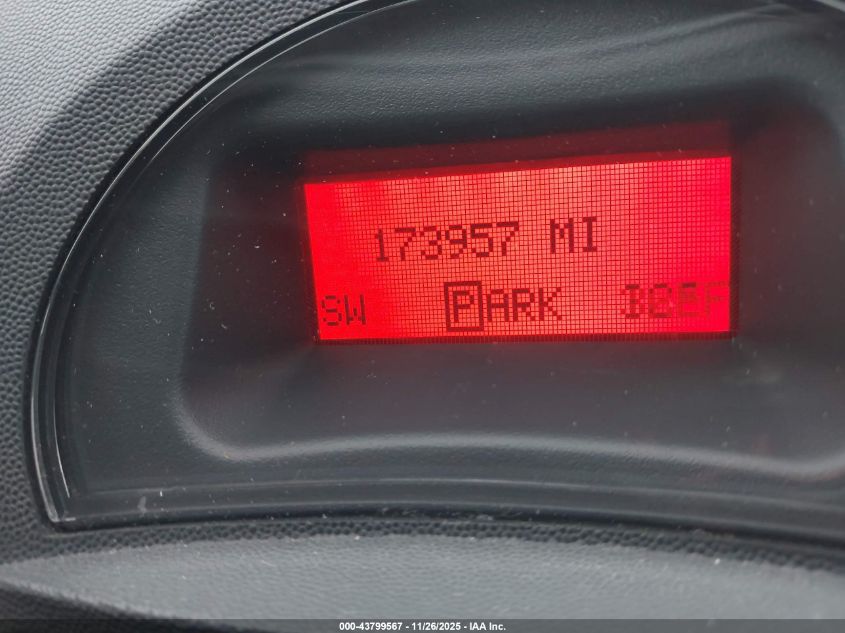 173957 MI
SW PARK
000-43799567 - 11/26/2025 - IAA Inc.